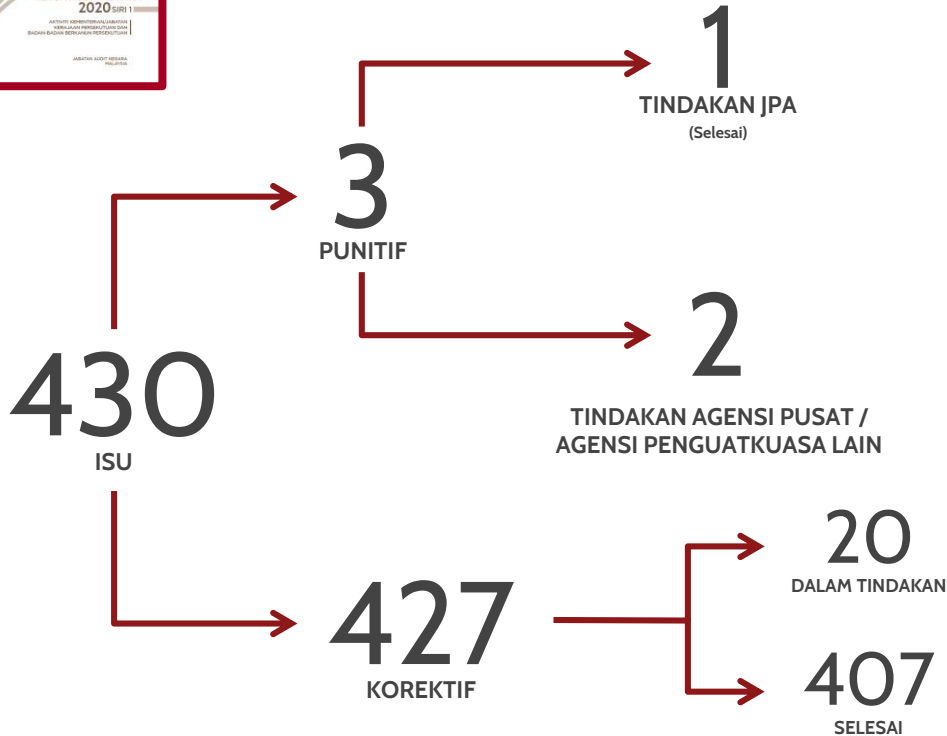 2020 SIRI 1
AKTIVITI KEMENTERIAN/JABATAN
KERAJAAN PERSEKUTUAN DAN
BADAN-BADAN BERKANUN PERSEKUTUAN
JABATAN AUDIT NEGARA
MALAYSIA
1
TINDAKAN JPA
(Selesai)
3
PUNITIF
2
TINDAKAN AGENSI PUSAT /
AGENSI PENGUATKUASA LAIN
430
ISU
427
KOREKTIF
20
DALAM TINDAKAN
407
SELESAI